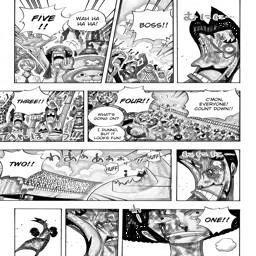 FIVE
!!
WAH HA
HA HA!
BOSS!!
THREE!!
FOUR!!
WHAT'S
GOING ON?
I DUNNO,
BUT IT
LOOKS FUN!
C'MON,
EVERYONE!
COUNT DOWN!!
TWO!!
HUFF
HUFF
ONE!!